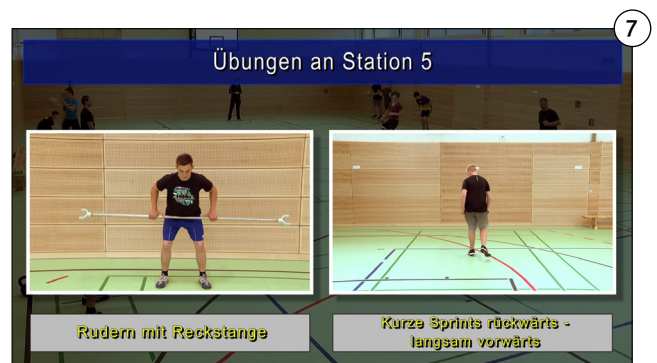 7
Übungen an Station 5
Rudern mit Reckstange
Kurze Sprints rückwärts -
langsam vorwärts